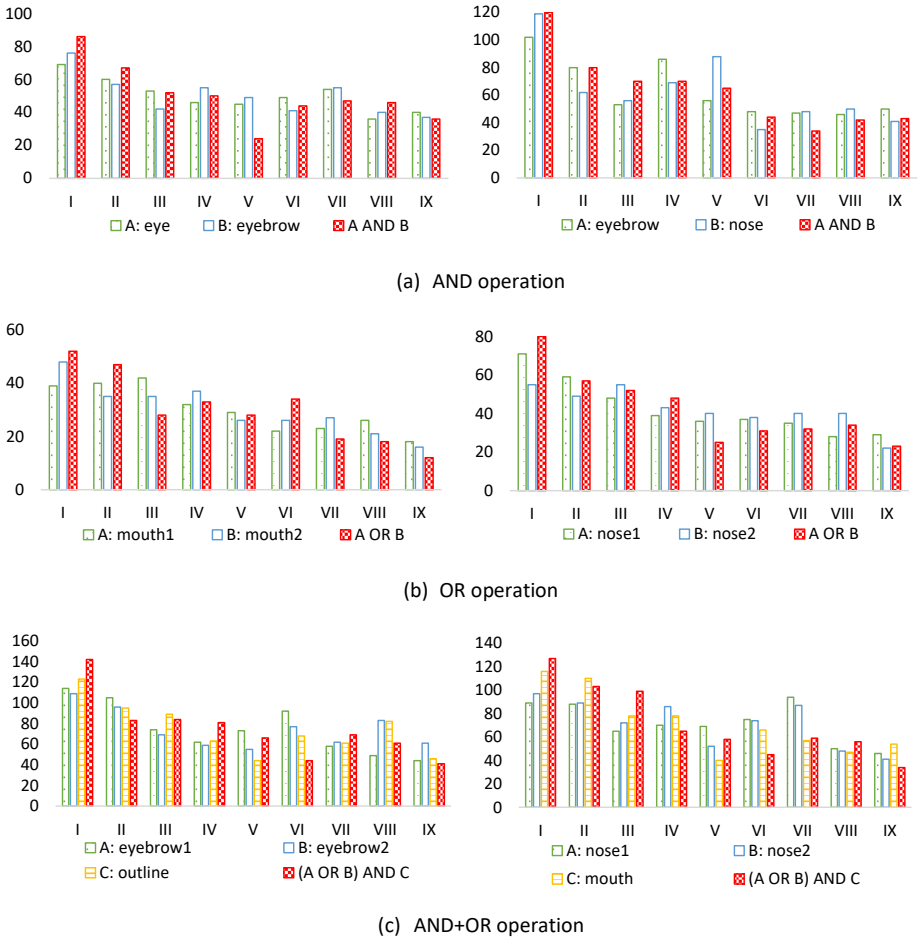 100
80
60
40
20
0
I II III IV V VI VII VIII IX
A: eye B: eyebrow A AND B
120
100
80
60
40
20
0
I II III IV V VI VII VIII IX
A: eyebrow B: nose A AND B
(a) AND operation
60
40
20
0
I II III IV V VI VII VIII IX
A: mouth1 B: mouth2 A OR B
80
60
40
20
0
I II III IV V VI VII VIII IX
A: nose1 B: nose2 A OR B
(b) OR operation
160
140
120
100
80
60
40
20
0
I II III IV V VI VII VIII IX
A: eyebrow1 B: eyebrow2
C: outline (A OR B) AND C
140
120
100
80
60
40
20
0
I II III IV V VI VII VIII IX
A: nose1 B: nose2
C: mouth (A OR B) AND C
(c) AND+OR operation